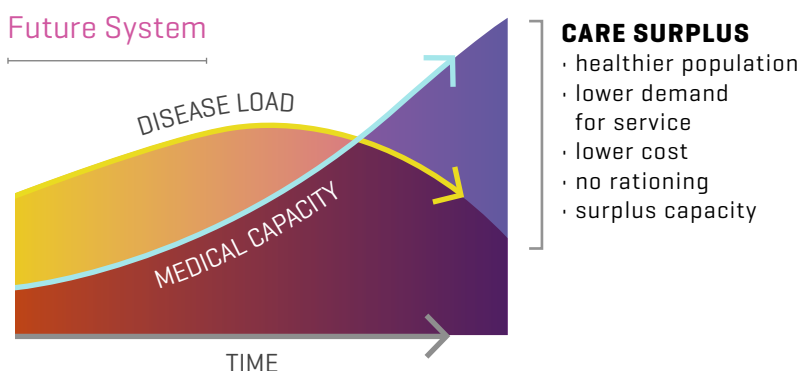 Future System
DISEASE LOAD
MEDICAL CAPACITY
TIME
CARE SURPLUS
· healthier population
· lower demand
for service
· lower cost
· no rationing
· surplus capacity